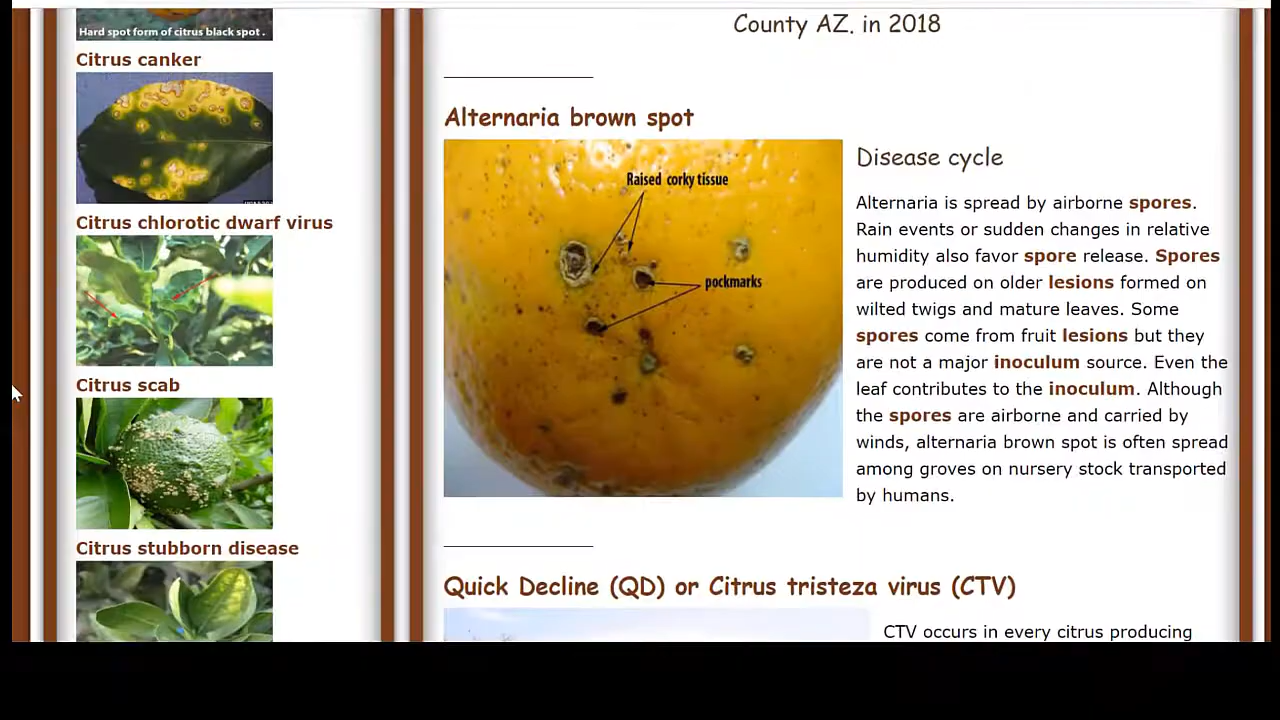 Hard spot form of citrus black spot .
Citrus canker
Citrus chlorotic dwarf virus
Citrus scab
Citrus stubborn disease
County AZ. in 2018
Alternaria brown spot
Raised corky tissue
pockmarks
Disease cycle
Alternaria is spread by airborne spores.
Rain events or sudden changes in relative
humidity also favor spore release. Spores
are produced on older lesions formed on
wilted twigs and mature leaves. Some
spores come from fruit lesions but they
are not a major inoculum source. Even the
leaf contributes to the inoculum. Although
the spores are airborne and carried by
winds, alternaria brown spot is often spread
among groves on nursery stock transported
by humans.
Quick Decline (QD) or Citrus tristeza virus (CTV)
CTV occurs in every citrus producing